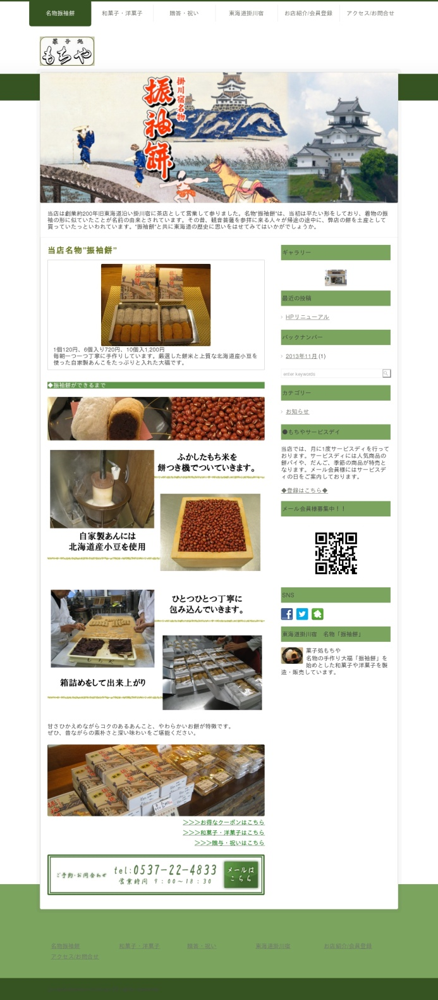 名物振袖餅
和菓子・洋菓子
贈答・祝い
東海道掛川宿
お店紹介/会員登録
アクセス/お問合せ
菓子処
もちや
掛川宿名物
振袖餅
当店は創業約200年旧東海道沿い掛川宿に茶店として営業して参りました。名物"振袖餅"は、当初は平たい形をしており、着物の振
袖の形に似ていたことが名前の由来とされています。その昔、観音菩薩を参拝に来る人々が帰途の途中に、弊店の餅を土産として
買っていたっといわれています。"振袖餅"と共に東海道の歴史に思いをはせてみてはいかがでしょうか。
当店名物"振袖餅"
1個120円、6個入り720円、10個入1,200円
毎朝一つ一つ丁寧に手作りしています。厳選した餅米と上質な北海道産小豆を
使った自家製あんこをたっぷりと入れた大福です。
◆振袖餅ができるまで
ふかしたもち米を
餅つき機でついていきます。
自家製あんには
北海道産小豆を使用
ひとつひとつ丁寧に
包み込んでいきます。
箱詰めをして出来上がり
甘さひかえめながらコクのあるあんこと、やわらかいお餅が特徴です。
ぜひ、昔ながらの素朴さと深い味わいをご堪能ください。
>>>お得なクーポンはこちら
>>>和菓子・洋菓子はこちら
>>>贈与・祝いはこちら
ご予約・お問合わせ
tel:0537-22-4833
営業時間 9:00〜18:30
メールは
こちら
ギャラリー
最近の投稿
HPリニューアル
バックナンバー
2013年11月 (1)
enter keywords
カテゴリー
お知らせ
●もちやサービスデイ
当店では、月に1度サービスディを行って
おります。サービスディには人気商品の
餅パイや、だんご、季節の商品が特売と
なります。メール会員様にはサービスデ
ィの日をご案内しております。
◆登録はこちら◆
メール会員様募集中！！
SNS
東海道掛川宿　名物「振袖餅」
菓子処もちや
名物の手作り大福「振袖餅」を
始めとした和菓子や洋菓子を製
造・販売しています。
名物振袖餅
和菓子・洋菓子
贈答・祝い
東海道掛川宿
お店紹介/会員登録
アクセス/お問合せ